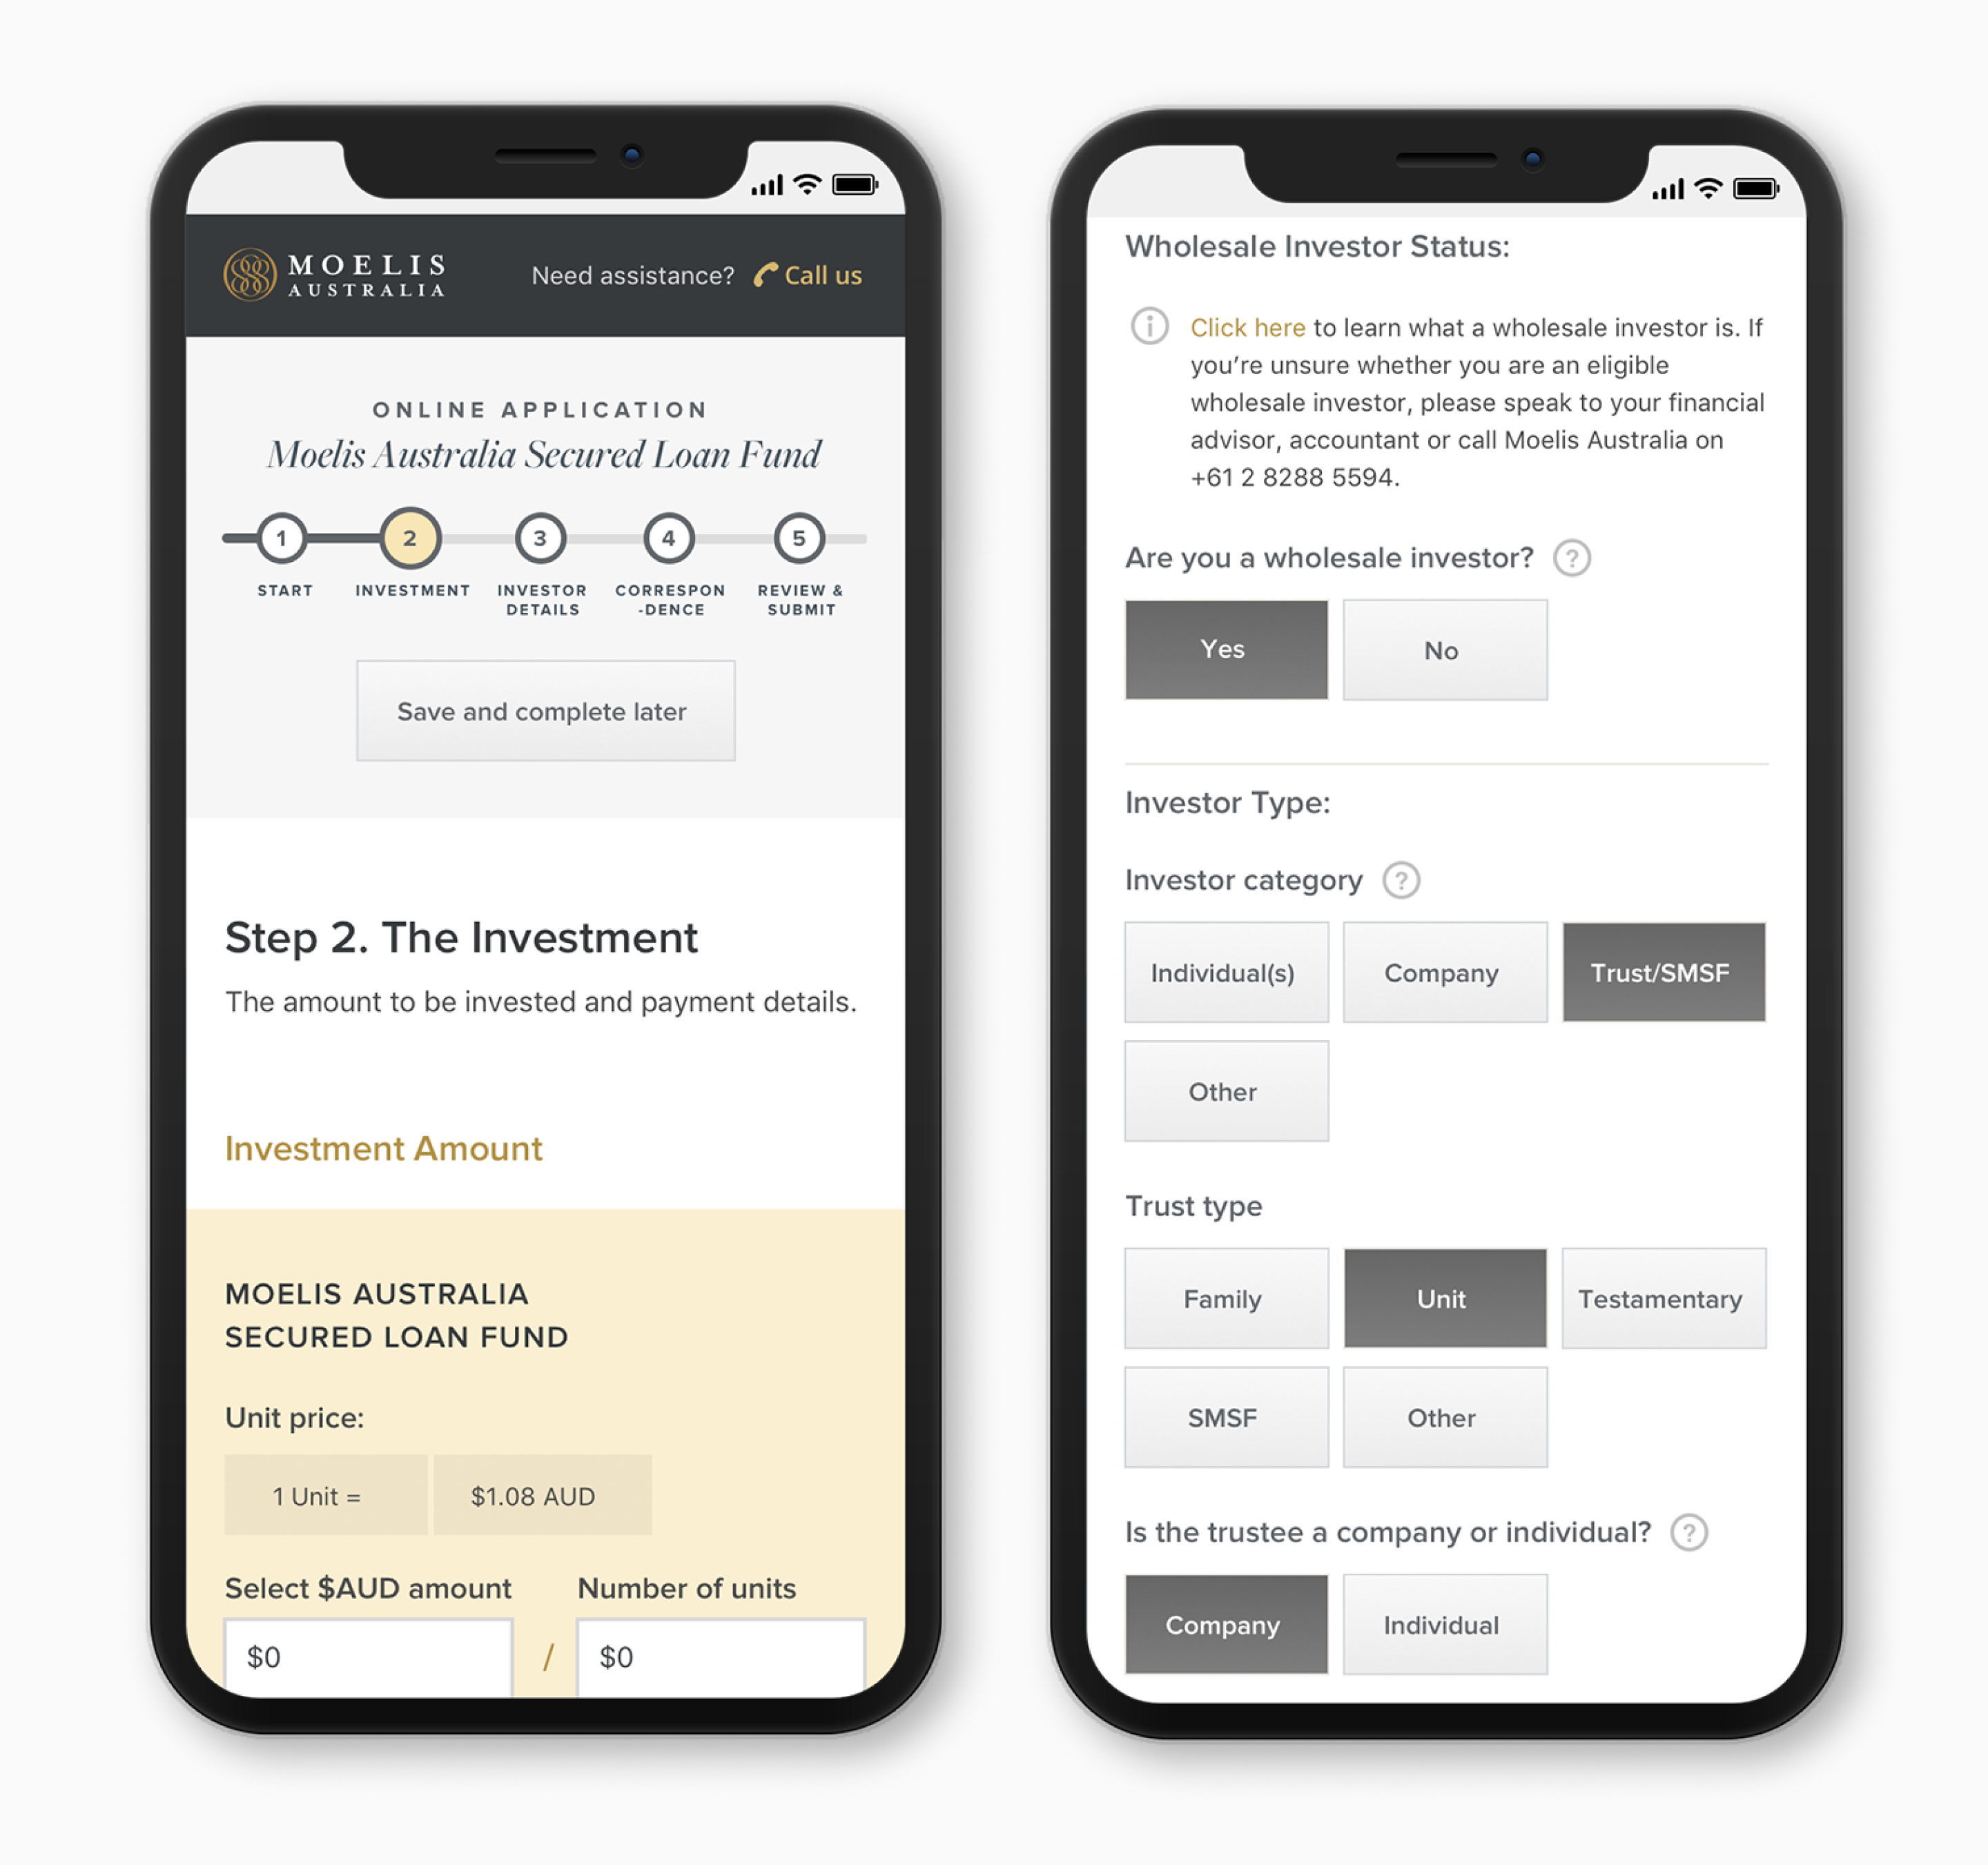 MOELIS
AUSTRALIA
Need assistance? Call us
ONLINE APPLICATION
Moelis Australia Secured Loan Fund
1 2 3 4 5
START INVESTMENT INVESTOR DETAILS CORRESPON-DENCE REVIEW & SUBMIT
Save and complete later
Step 2. The Investment
The amount to be invested and payment details.
Investment Amount
MOELIS AUSTRALIA
SECURED LOAN FUND
Unit price:
1 Unit = $1.08 AUD
Select $AUD amount Number of units
$0 / $0
Wholesale Investor Status:
Click here to learn what a wholesale investor is. If
you're unsure whether you are an eligible
wholesale investor, please speak to your financial
advisor, accountant or call Moelis Australia on
+61 2 8288 5594.
Are you a wholesale investor? ?
Yes No
Investor Type:
Investor category ?
Individual(s) Company Trust/SMSF
Other
Trust type
Family Unit Testamentary
SMSF Other
Is the trustee a company or individual? ?
Company Individual